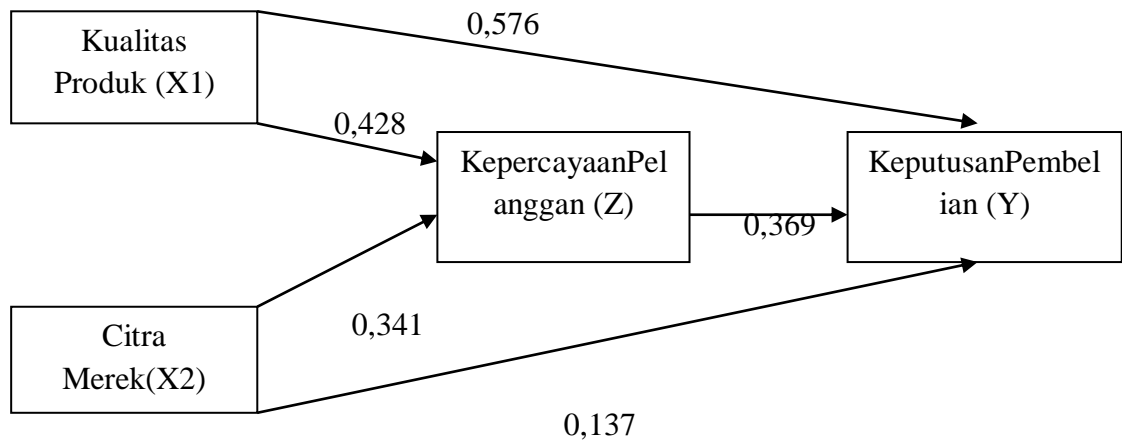 0,576
Kualitas
Produk (X1)
0,428
KepercayaanPel
anggan (Z)
KeputusanPembel
ian (Y)
0,369
0,341
Citra
Merek(X2)
0,137